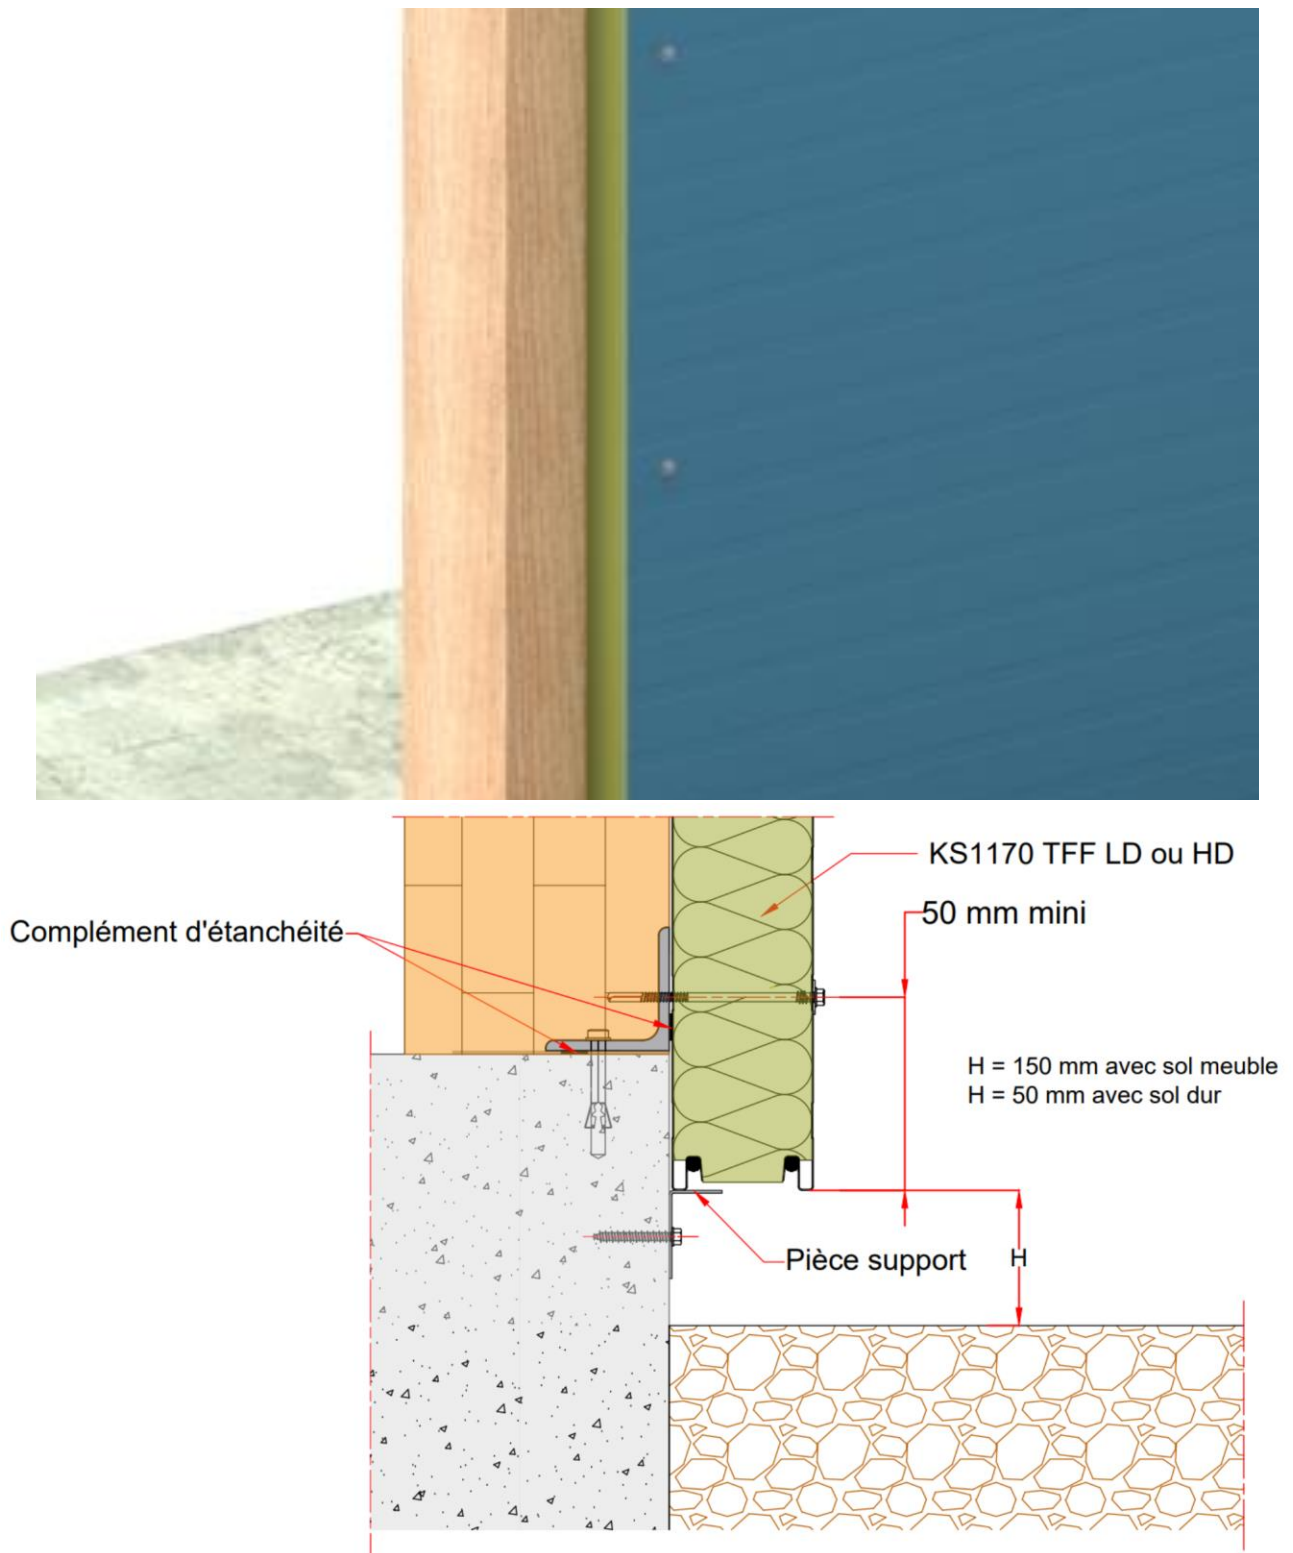 KS1170 TFF LD ou HD
50 mm mini
Complément d'étanchéité
H = 150 mm avec sol meuble
H = 50 mm avec sol dur
Pièce support
H